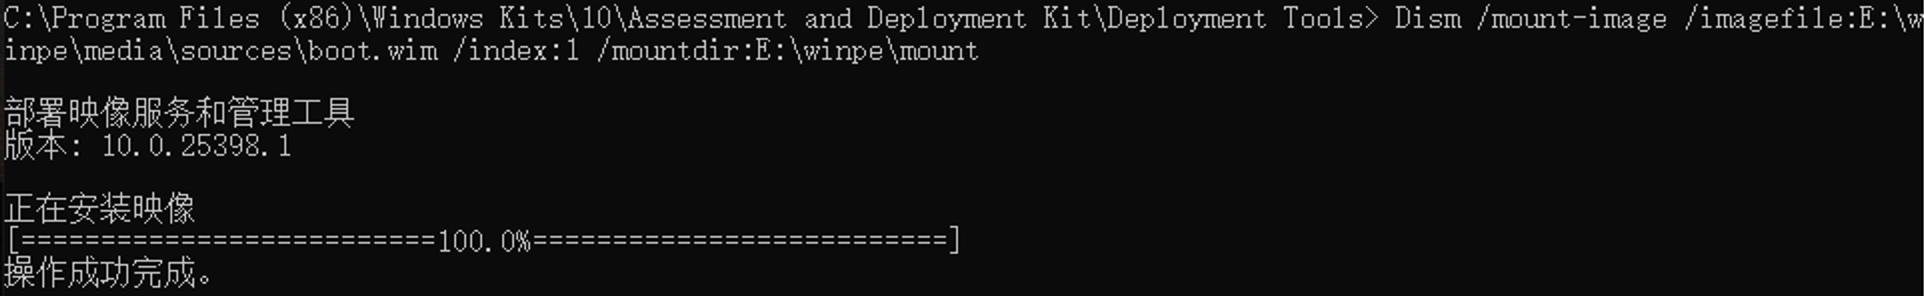 C:\Program Files (x86)\Windows Kits\10\Assessment and Deployment Kit\Deployment Tools> Dism /mount-image /imagefile:E:\w
inpe\media\sources\boot.wim /index:1 /mountdir:E:\winpe\mount
部署映像服务和管理工具
版本: 10.0.25398.1
正在安装映像
[==========================100.0%==========================]
操作成功完成。